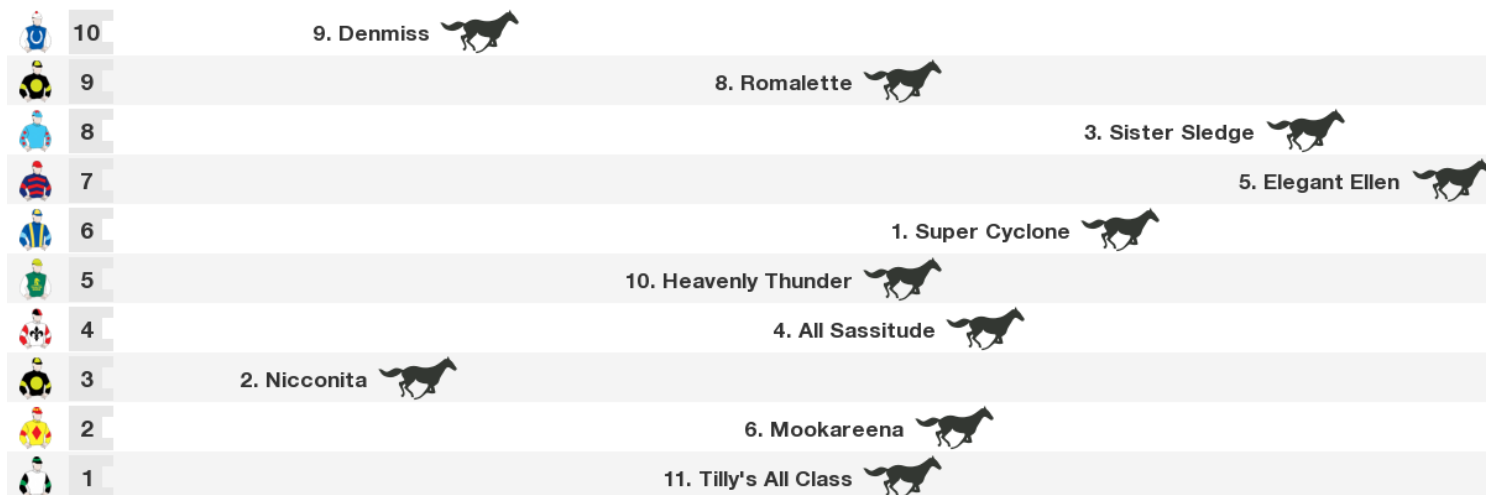 10 9. Denmiss
9 8. Romalette
8 3. Sister Sledge
7 5. Elegant Ellen
6 1. Super Cyclone
5 10. Heavenly Thunder
4 4. All Sassitude
3 2. Nicconita
2 6. Mookareena
1 11. Tilly's All Class